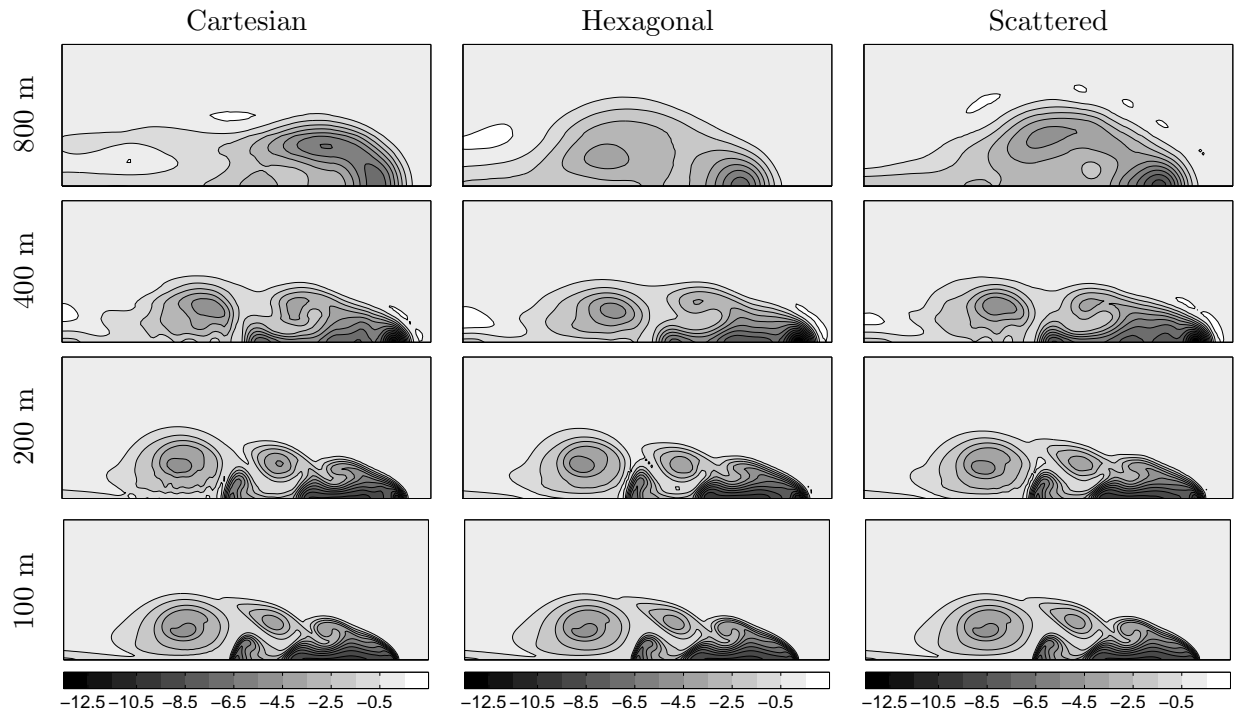 Cartesian Hexagonal Scattered
800 m
400 m
200 m
100 m
−12.5 −10.5 −8.5 −6.5 −4.5 −2.5 −0.5 −12.5 −10.5 −8.5 −6.5 −4.5 −2.5 −0.5 −12.5 −10.5 −8.5 −6.5 −4.5 −2.5 −0.5